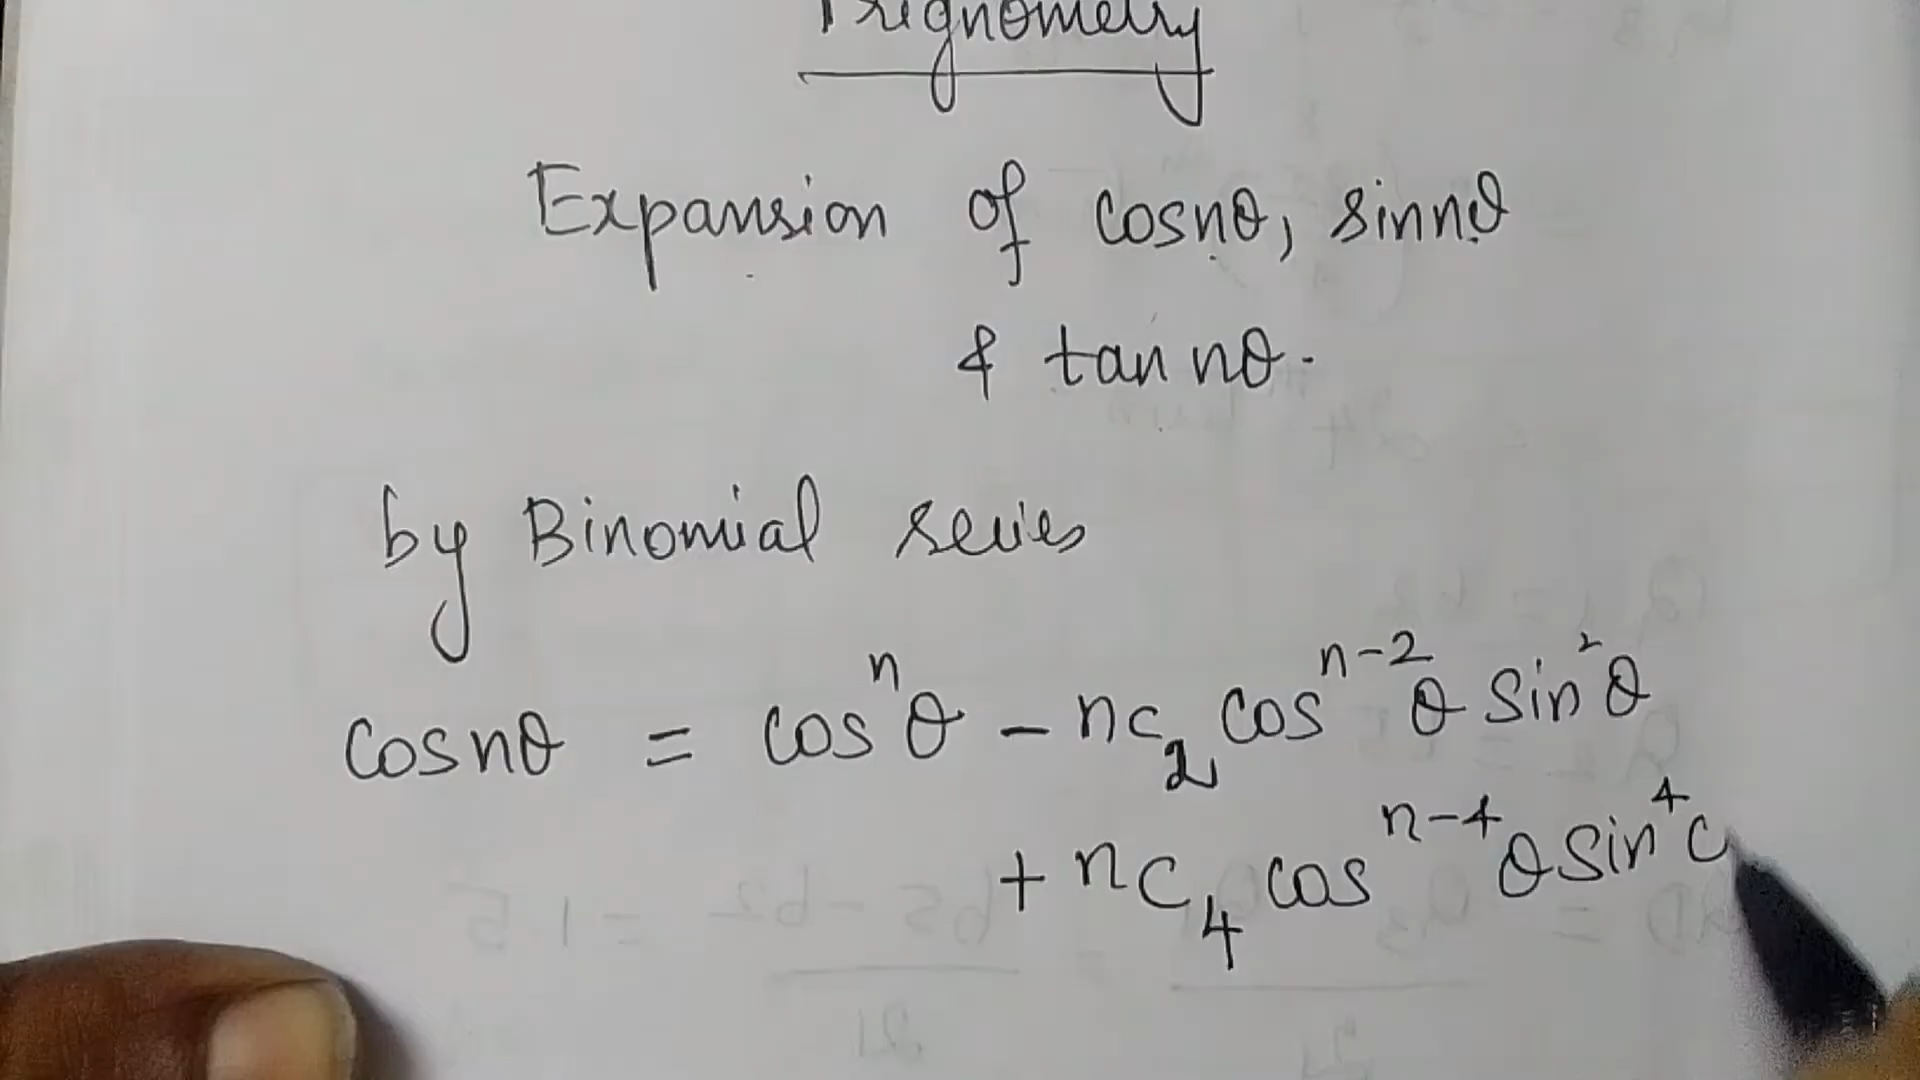 Trignometry
Expansion of cosnθ, sinnθ
& tan nθ.
by Binomial series
cosnθ = cosⁿθ - nc₂ cosⁿ⁻²θ sin²θ
+ nc₄ cosⁿ⁻⁴θ sin⁴